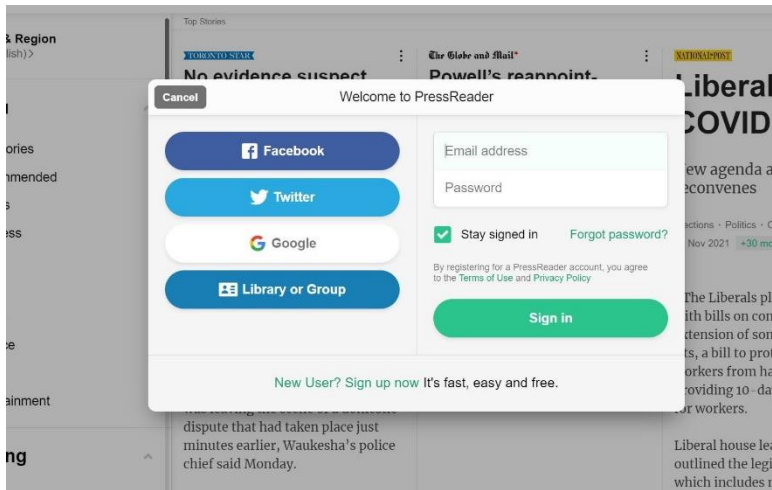 Top Stories
& Region
lish) >
TORONTO STAR
The Globe and Mail*
NATIONAL POST
No evidence suspect
Powell's reappoint-
Liberal
COVID
Cancel
Welcome to PressReader
Facebook
Twitter
Google
Library or Group
Email address
Password
Stay signed in
Forgot password?
By registering for a PressReader account, you agree
to the Terms of Use and Privacy Policy
Sign in
New User? Sign up now It's fast, easy and free.
ories
mmended
s
ess
ce
ainment
ng
dispute that had taken place just
minutes earlier, Waukesha's police
chief said Monday.
ew agenda a
econvenes
ections · Politics · C
Nov 2021 +30 mo
The Liberals pl
ith bills on con
xtension of son
ts, a bill to prot
orkers from ha
roviding 10-da
or workers.
Liberal house lea
outlined the legi
which includes r